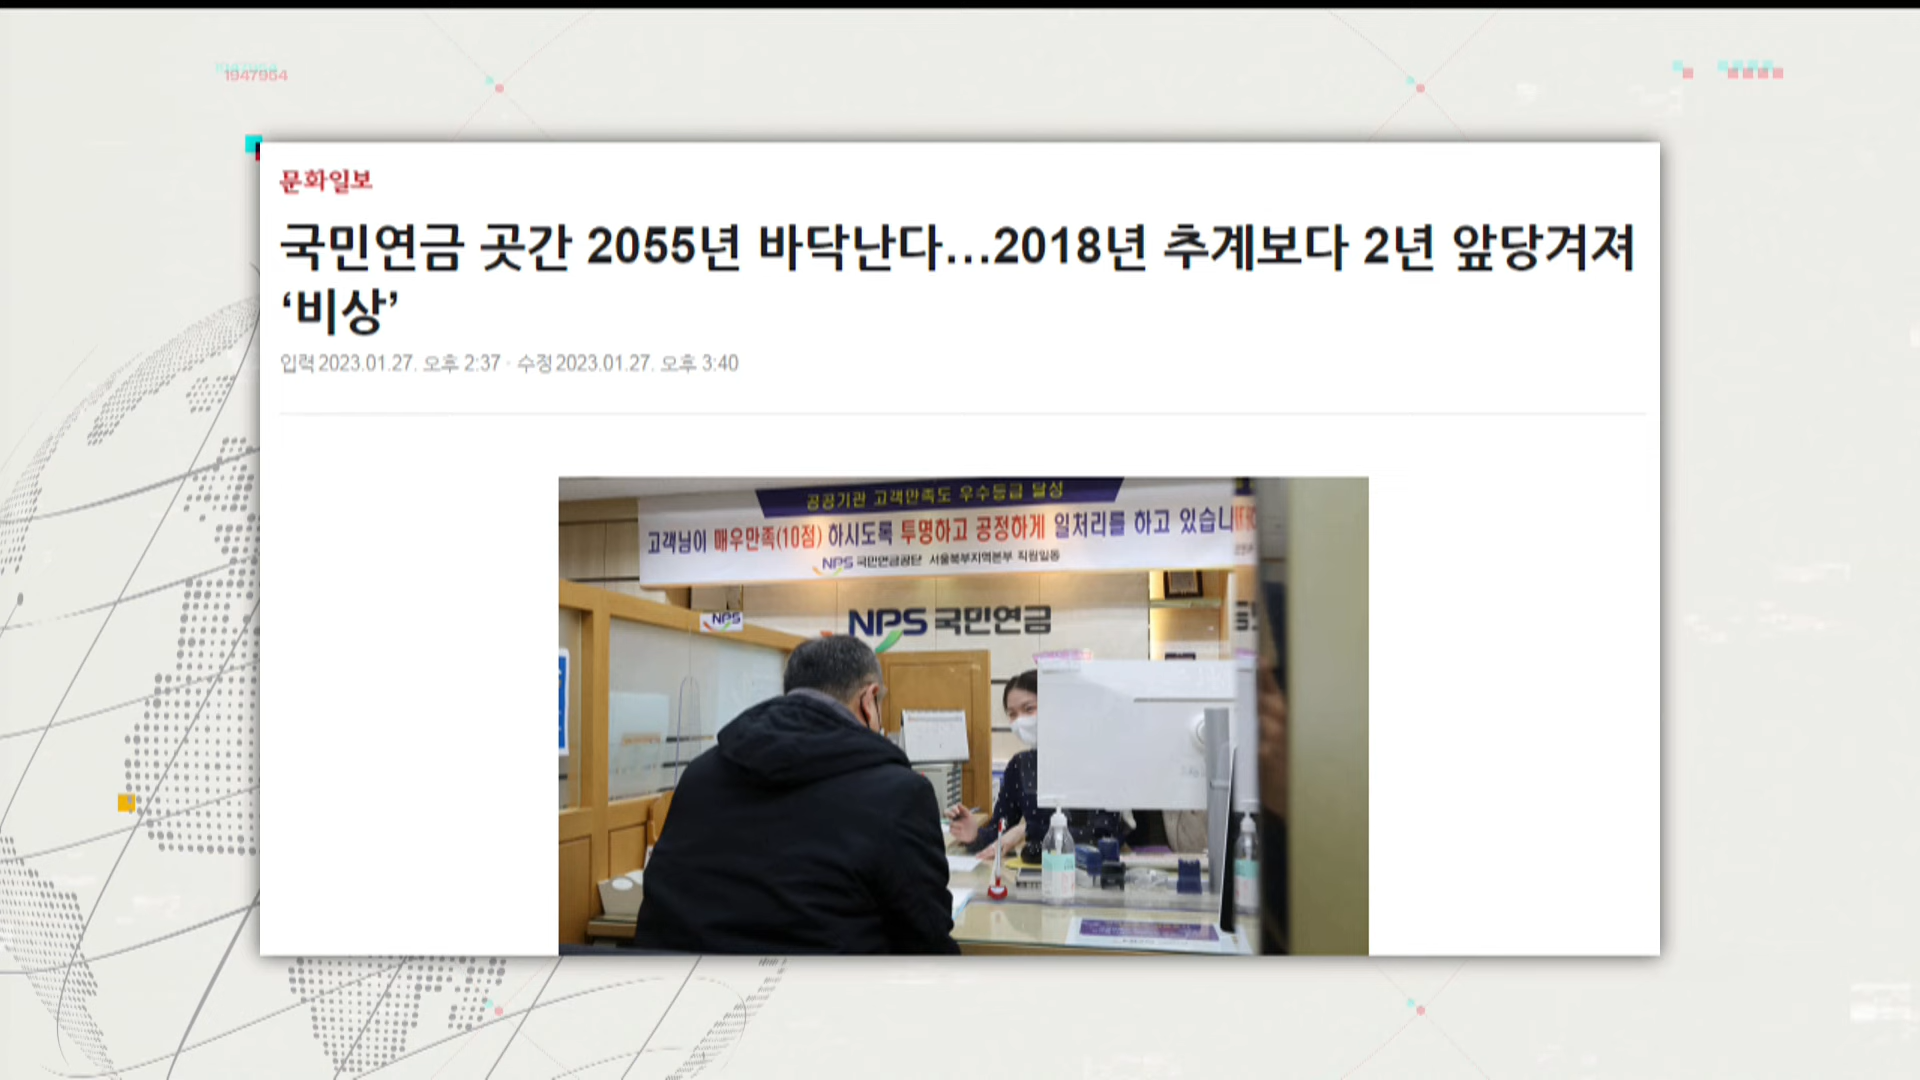 1947954
문화일보
국민연금 곳간 2055년 바닥난다...2018년 추계보다 2년 앞당겨져
‘비상’
입력 2023.01.27. 오후 2:37 · 수정 2023.01.27. 오후 3:40
공공기관 고객만족도 우수등급 달성
고객님이 매우만족(10점) 하시도록 투명하고 공정하게 일처리를 하고 있습니
NPS 국민연금공단 서울북부지역본부 직원일동
NPS
NPS 국민연금